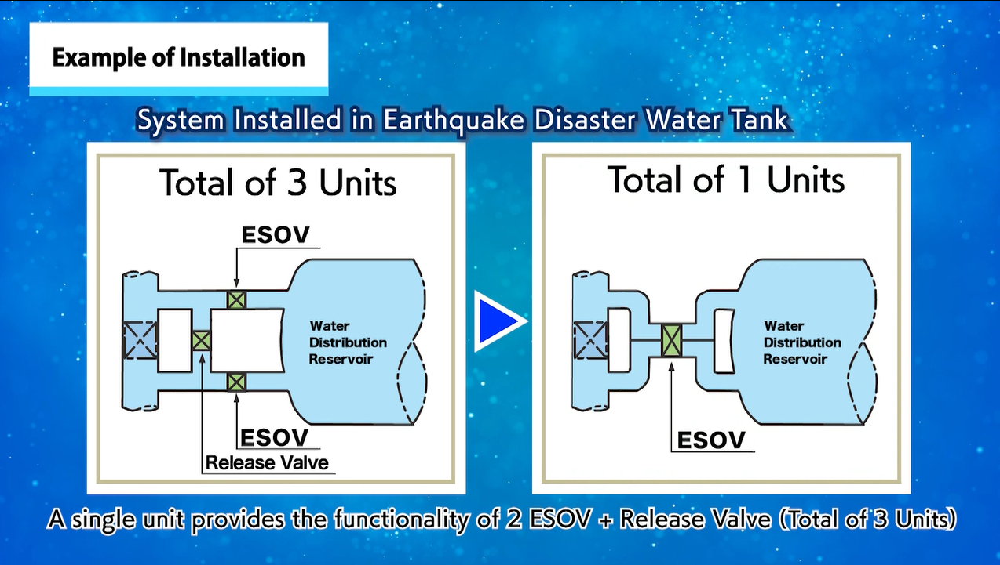 Example of Installation
System Installed in Earthquake Disaster Water Tank
Total of 3 Units
ESOV
Water
Distribution
Reservoir
ESOV
Release Valve
Total of 1 Units
Water
Distribution
Reservoir
ESOV
A single unit provides the functionality of 2 ESOV + Release Valve (Total of 3 Units)